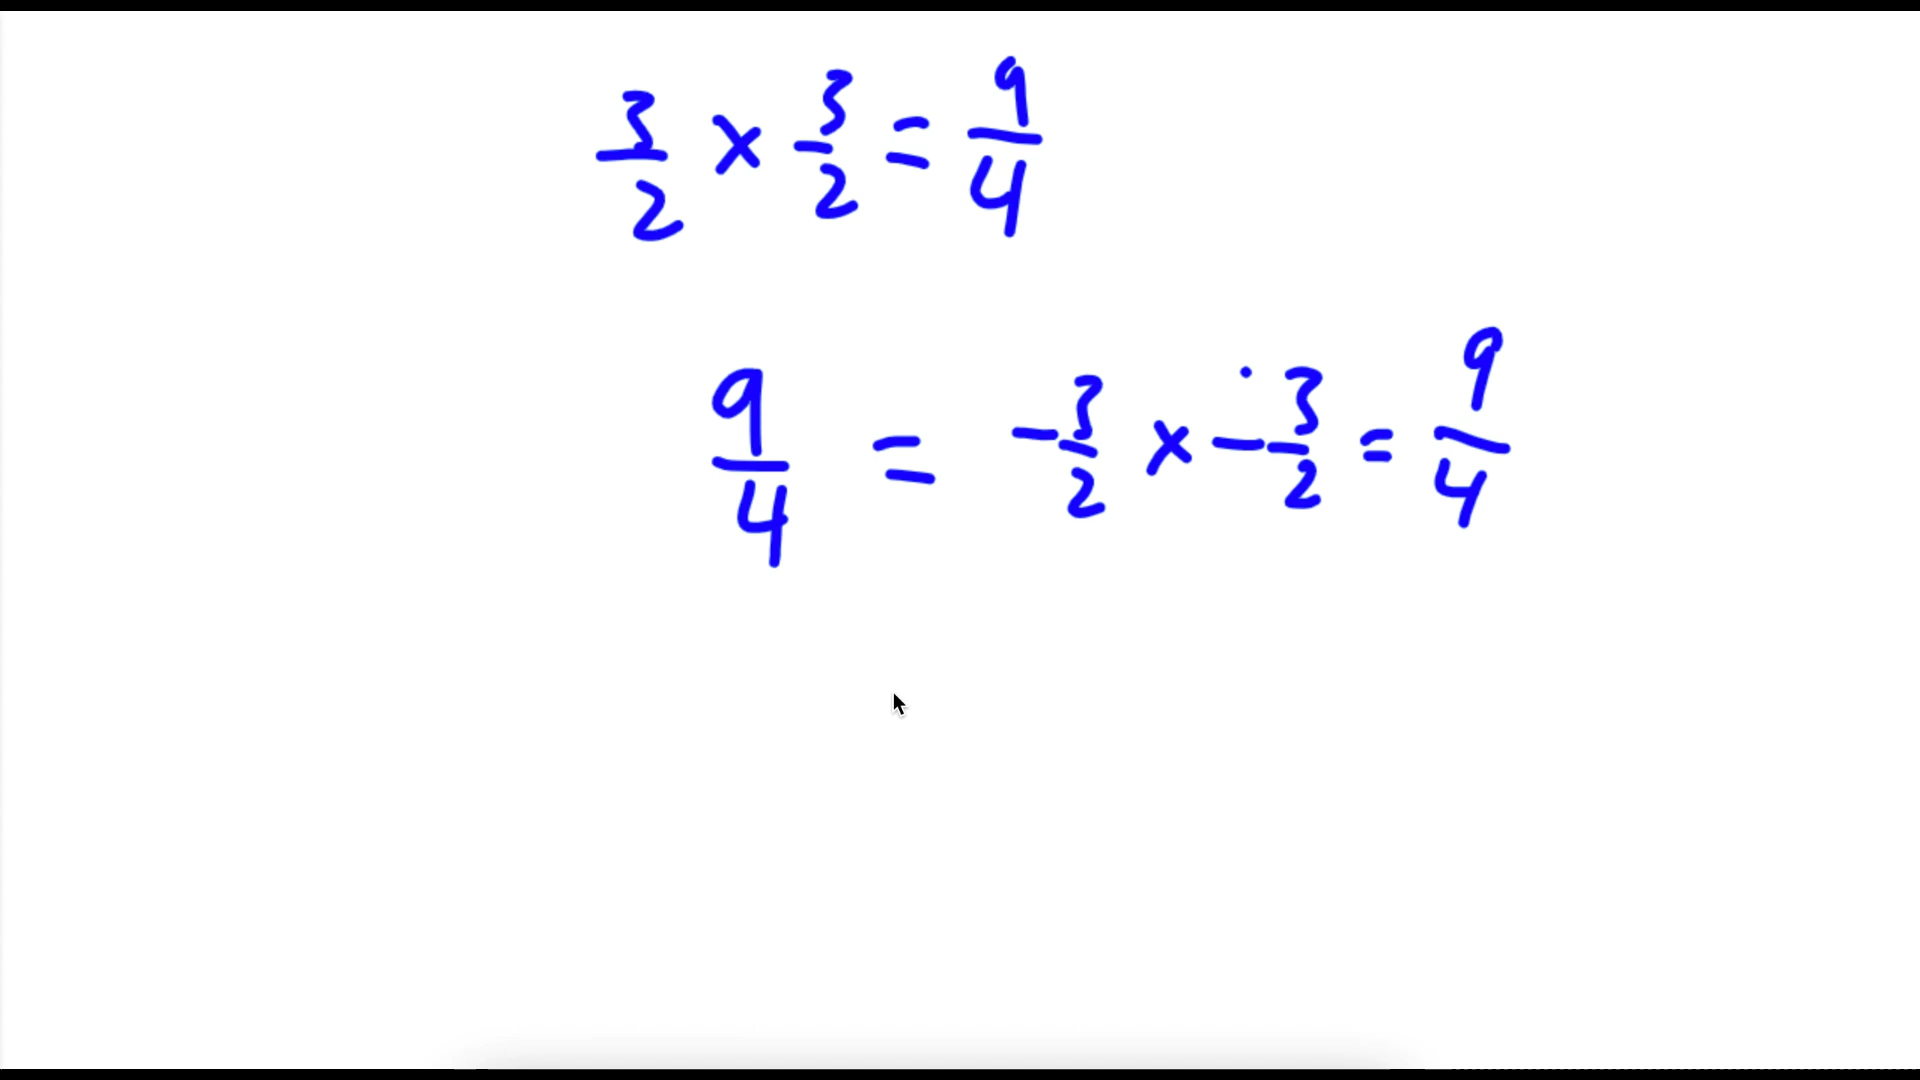 3/2 × 3/2 = 9/4
9/4 = -3/2 × -3/2 = 9/4